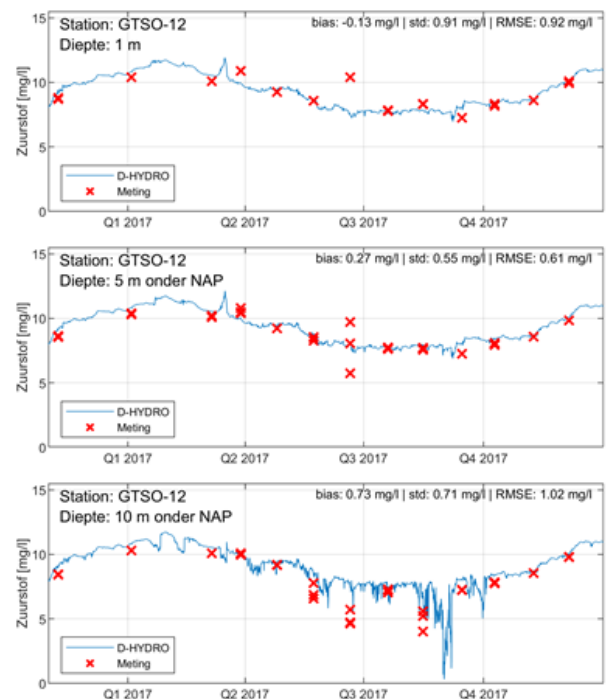 Station: GTSO-12
bias: -0.13 mg/l | std: 0.91 mg/l | RMSE: 0.92 mg/l
Diepte: 1 m
Zuurstof [mg/l]
15
10
5
0
D-HYDRO
Meting
Q1 2017 Q2 2017 Q3 2017 Q4 2017
Station: GTSO-12
bias: 0.27 mg/l | std: 0.55 mg/l | RMSE: 0.61 mg/l
Diepte: 5 m onder NAP
Zuurstof [mg/l]
15
10
5
0
D-HYDRO
Meting
Q1 2017 Q2 2017 Q3 2017 Q4 2017
Station: GTSO-12
bias: 0.73 mg/l | std: 0.71 mg/l | RMSE: 1.02 mg/l
Diepte: 10 m onder NAP
Zuurstof [mg/l]
15
10
5
0
D-HYDRO
Meting
Q1 2017 Q2 2017 Q3 2017 Q4 2017